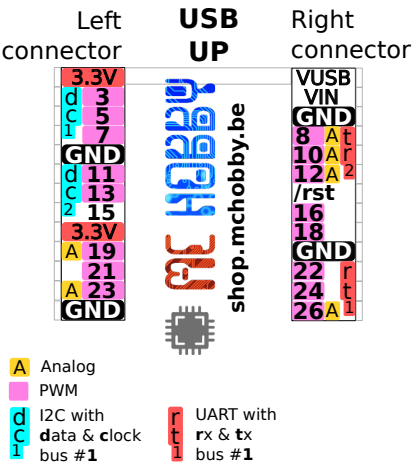 Left connector
USB UP
Right connector
3.3V
d 3
c 5
1 7
GND
d 11
c 13
2 15
3.3V
A 19
21
A 23
GND
MC HOBBY
shop.mchobby.be
VUSB
VIN
GND
8 A t
10 A r
12 A 2
/rst
16
18
GND
22 r
24 t
26 A 1
A Analog
PWM
d I2C with
c data & clock
1 bus #1
r UART with
t rx & tx
1 bus #1